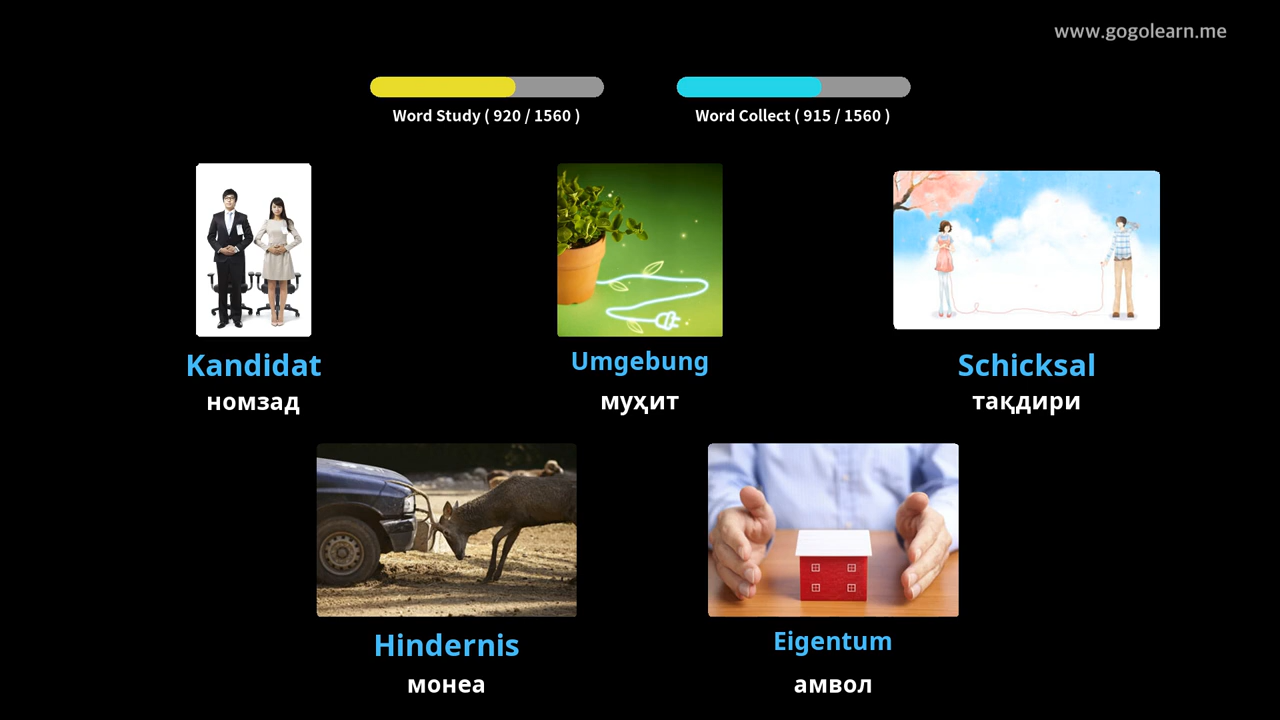 www.gogolearn.me
Word Study ( 920 / 1560 )
Word Collect ( 915 / 1560 )
Kandidat
номзад
Umgebung
муҳит
Schicksal
тақдири
Hindernis
монеа
Eigentum
амвол